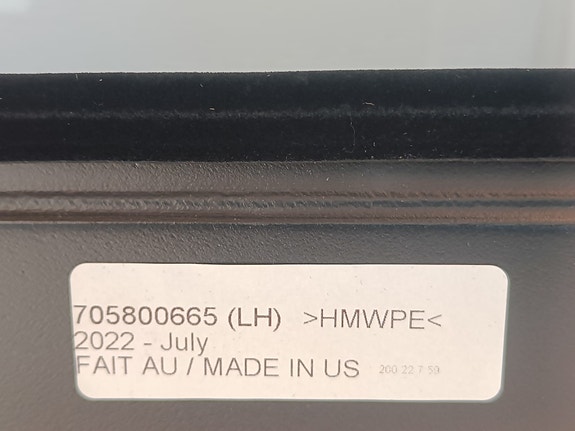 705800665 (LH) >HMWPE<
2022 - July
FAIT AU / MADE IN US 200 22 7 50